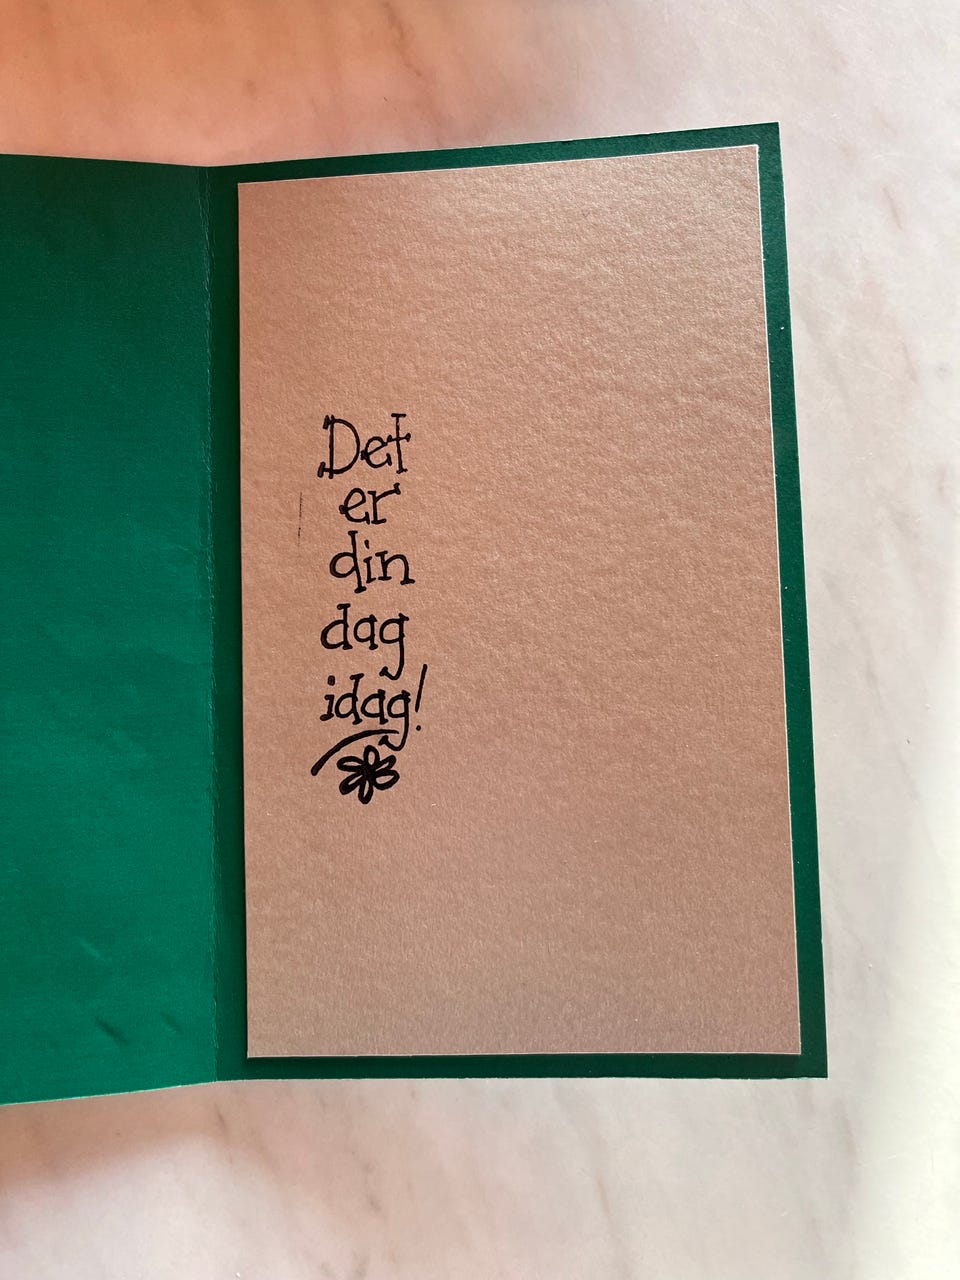 Det
er
din
dag
idag!